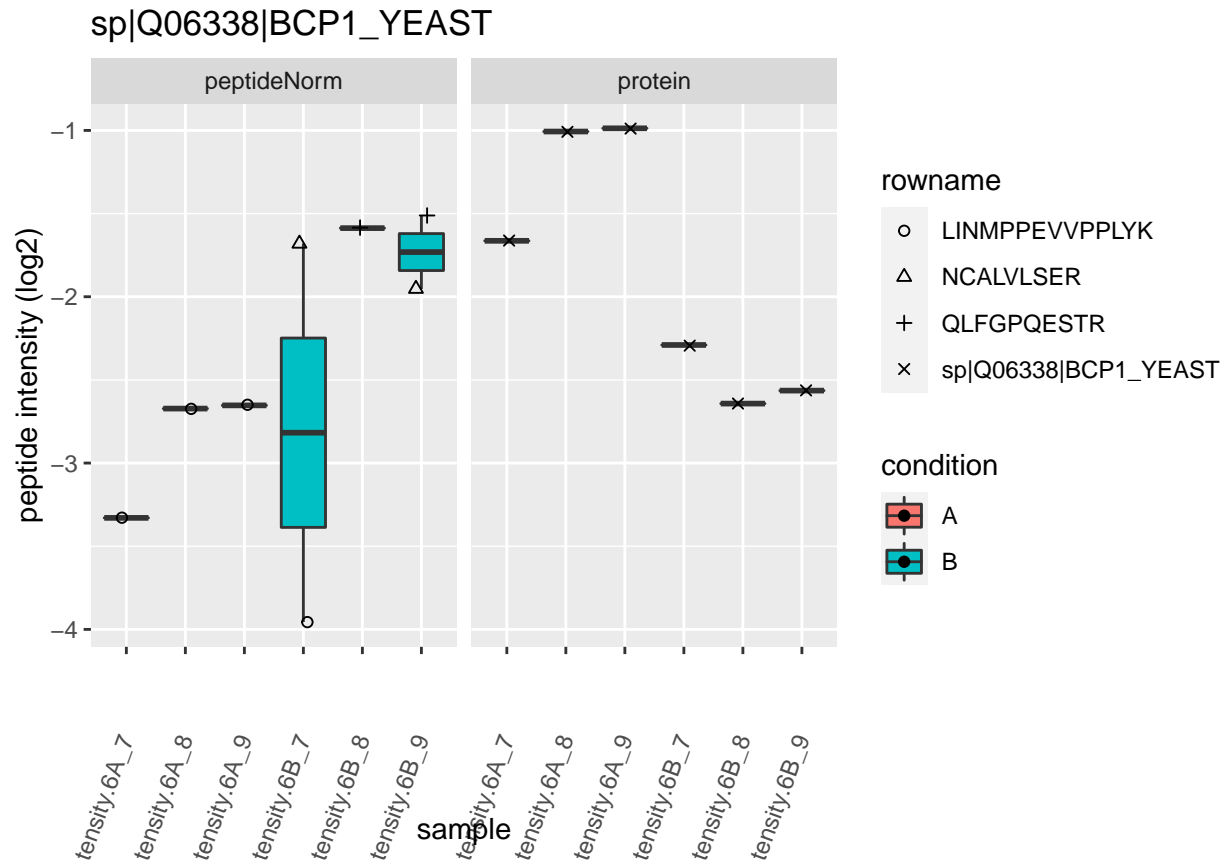 sp|Q06338|BCP1_YEAST
peptideNorm
protein
peptide intensity (log2)
−1
−2
−3
−4
tensity.6A_7
tensity.6A_8
tensity.6A_9
tensity.6B_7
tensity.6B_8
tensity.6B_9
tensity.6A_7
tensity.6A_8
tensity.6A_9
tensity.6B_7
tensity.6B_8
tensity.6B_9
sample
rowname
LINMPPEVVPPLYK
NCALVLSER
QLFGPQESTR
sp|Q06338|BCP1_YEAST
condition
A
B